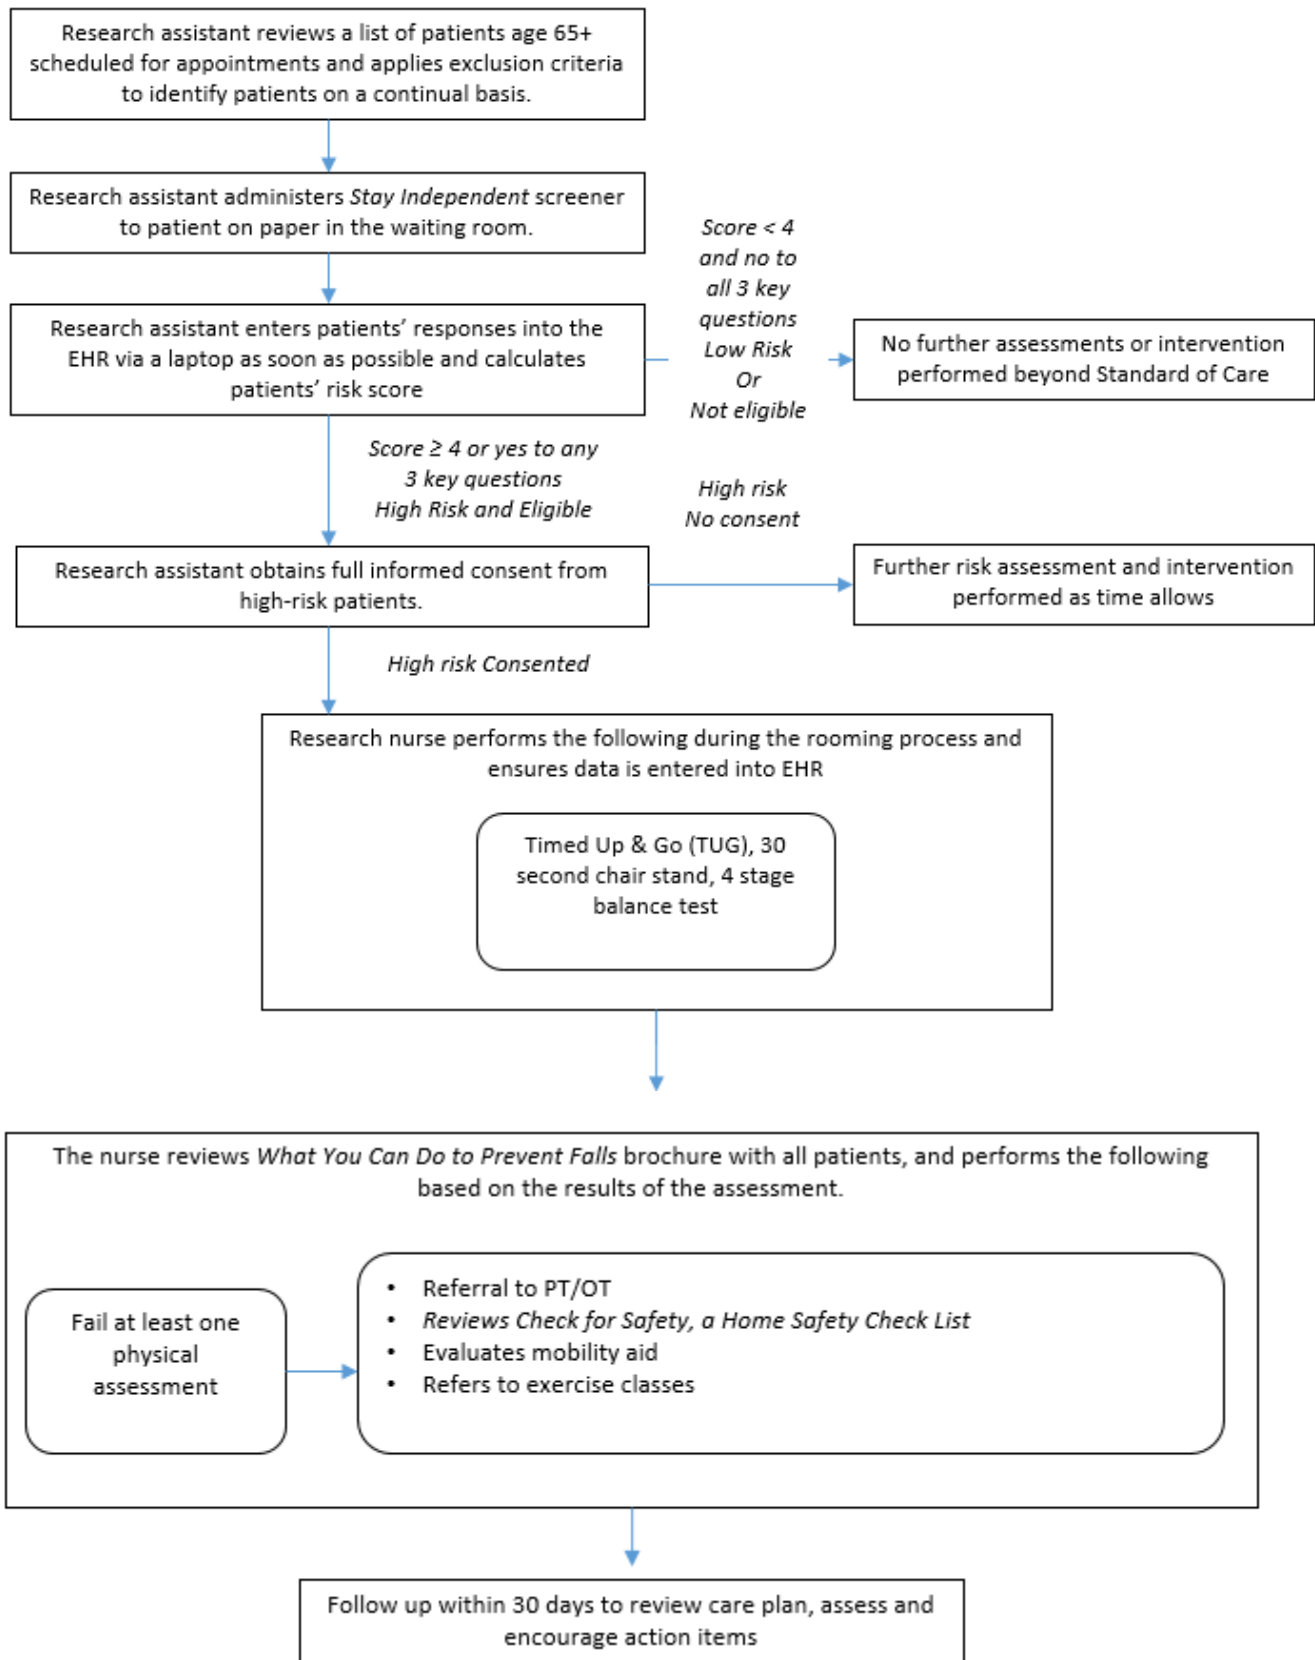 Research assistant reviews a list of patients age 65+
scheduled for appointments and applies exclusion criteria
to identify patients on a continual basis.
Research assistant administers Stay Independent screener
to patient on paper in the waiting room.
Research assistant enters patients’ responses into the
EHR via a laptop as soon as possible and calculates
patients’ risk score
Score < 4
and no to
all 3 key
questions
Low Risk
Or
Not eligible
No further assessments or intervention
performed beyond Standard of Care
Score ≥ 4 or yes to any
3 key questions
High Risk and Eligible
High risk
No consent
Research assistant obtains full informed consent from
high-risk patients.
Further risk assessment and intervention
performed as time allows
High risk Consented
Research nurse performs the following during the rooming process and
ensures data is entered into EHR
Timed Up & Go (TUG), 30
second chair stand, 4 stage
balance test
The nurse reviews What You Can Do to Prevent Falls brochure with all patients, and performs the following
based on the results of the assessment.
Fail at least one
physical
assessment
• Referral to PT/OT
• Reviews Check for Safety, a Home Safety Check List
• Evaluates mobility aid
• Refers to exercise classes
Follow up within 30 days to review care plan, assess and
encourage action items